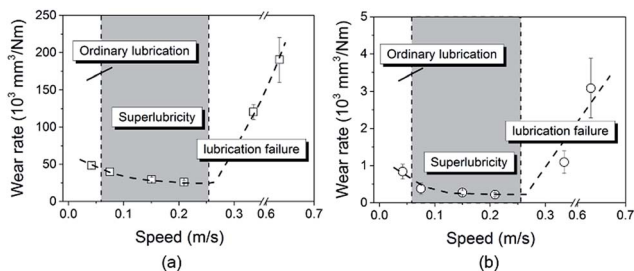 250
200
150
100
50
0
Wear rate (10³ mm³/Nm)
Ordinary lubrication
Superlubricity
lubrication failure
0.0 0.1 0.2 0.3 0.6 0.7
Speed (m/s)
(a)
5
4
3
2
1
0
Wear rate (10³ mm³/Nm)
Ordinary lubrication
lubrication failure
Superlubricity
0.0 0.1 0.2 0.3 0.6 0.7
Speed (m/s)
(b)